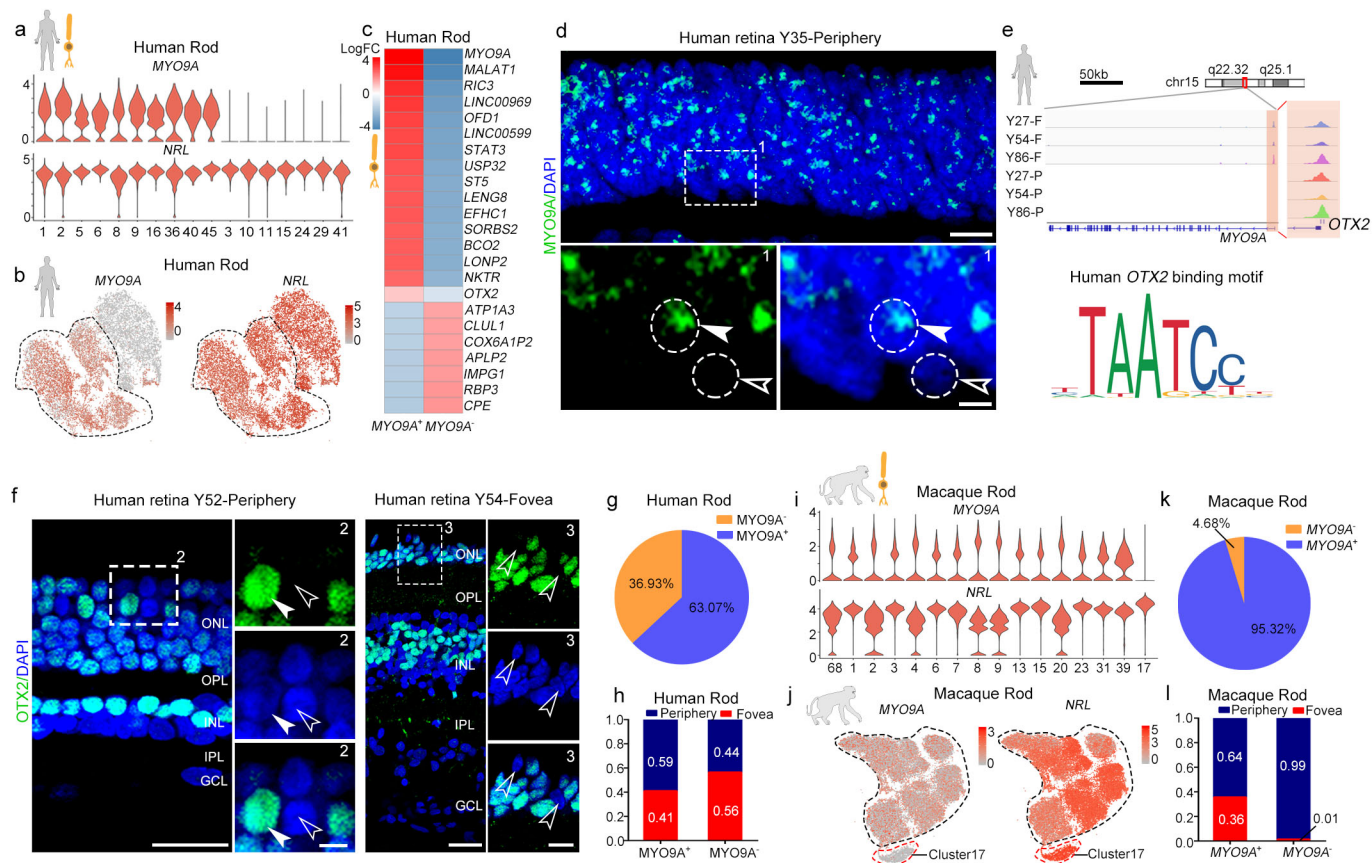 a
Human Rod
MYO9A
4
0
NRL
5
0
1 2 5 6 8 9 16 36 40 45 3 10 11 15 24 29 41
b
Human Rod
MYO9A
4
0
NRL
5
3
0
c
Human Rod
LogFC
4
0
−4
MYO9A
MALAT1
RIC3
LINC00969
OFD1
LINC00599
STAT3
USP32
ST5
LENG8
EFHC1
SORBS2
BCO2
LONP2
NKTR
OTX2
ATP1A3
CLUL1
COX6A1P2
APLP2
IMPG1
RBP3
CPE
MYO9A+ MYO9A-
d
Human retina Y35-Periphery
MYO9A/DAPI
1
1
1
e
50kb
chr15
q22.32
q25.1
Y27-F
Y54-F
Y86-F
Y27-P
Y54-P
Y86-P
MYO9A
OTX2
Human OTX2 binding motif
TAATCC
f
Human retina Y52-Periphery
Human retina Y54-Fovea
OTX2/DAPI
2
ONL
OPL
INL
IPL
GCL
2
2
2
3
ONL
OPL
INL
IPL
GCL
3
3
3
g
Human Rod
MYO9A-
MYO9A+
36.93%
63.07%
h
Human Rod
Periphery Fovea
1.0
0.8
0.6
0.4
0.2
0
0.59
0.41
0.44
0.56
MYO9A+ MYO9A-
i
Macaque Rod
MYO9A
4
2
0
NRL
4
2
0
68 1 2 3 4 6 7 8 9 13 15 20 23 31 39 17
j
Macaque Rod
MYO9A
3
0
Cluster17
NRL
5
3
0
Cluster17
k
Macaque Rod
4.68%
MYO9A-
MYO9A+
95.32%
l
Macaque Rod
Periphery Fovea
1.0
0.8
0.6
0.4
0.2
0
0.64
0.36
0.99
0.01
MYO9A+ MYO9A-